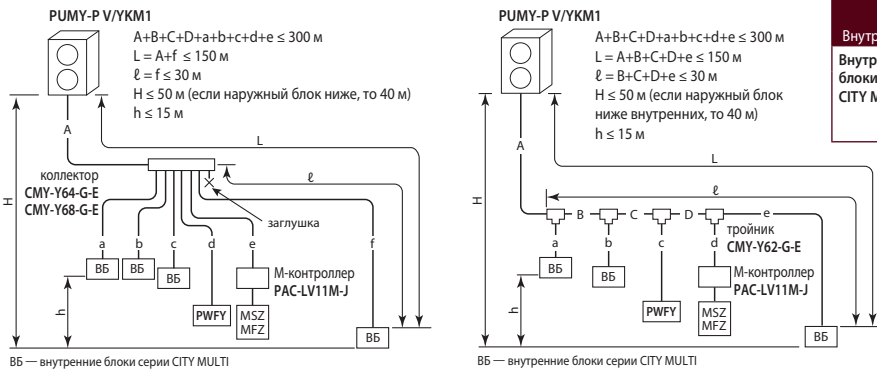 PUMY-P V/YKM1
A+B+C+D+a+b+c+d+e ≤ 300 м
L = A+f ≤ 150 м
ℓ = f ≤ 30 м
H ≤ 50 м (если наружный блок ниже, то 40 м)
h ≤ 15 м
A
L
H
коллектор
CMY-Y64-G-E
CMY-Y68-G-E
ℓ
заглушка
a
b
c
d
e
f
ВБ
ВБ
ВБ
М-контроллер
PAC-LV11M-J
h
PWFY
MSZ
MFZ
ВБ
ВБ — внутренние блоки серии CITY MULTI
PUMY-P V/YKM1
A+B+C+D+a+b+c+d+e ≤ 300 м
L = A+B+C+D+e ≤ 150 м
ℓ = B+C+D+e ≤ 30 м
H ≤ 50 м (если наружный блок
ниже внутренних, то 40 м)
h ≤ 15 м
A
L
H
ℓ
B
C
D
e
тройник
CMY-Y62-G-E
a
b
c
d
ВБ
ВБ
М-контроллер
PAC-LV11M-J
h
PWFY
MSZ
MFZ
ВБ
ВБ — внутренние блоки серии CITY MULTI
Внутр
Внутр
блоки
CITY M